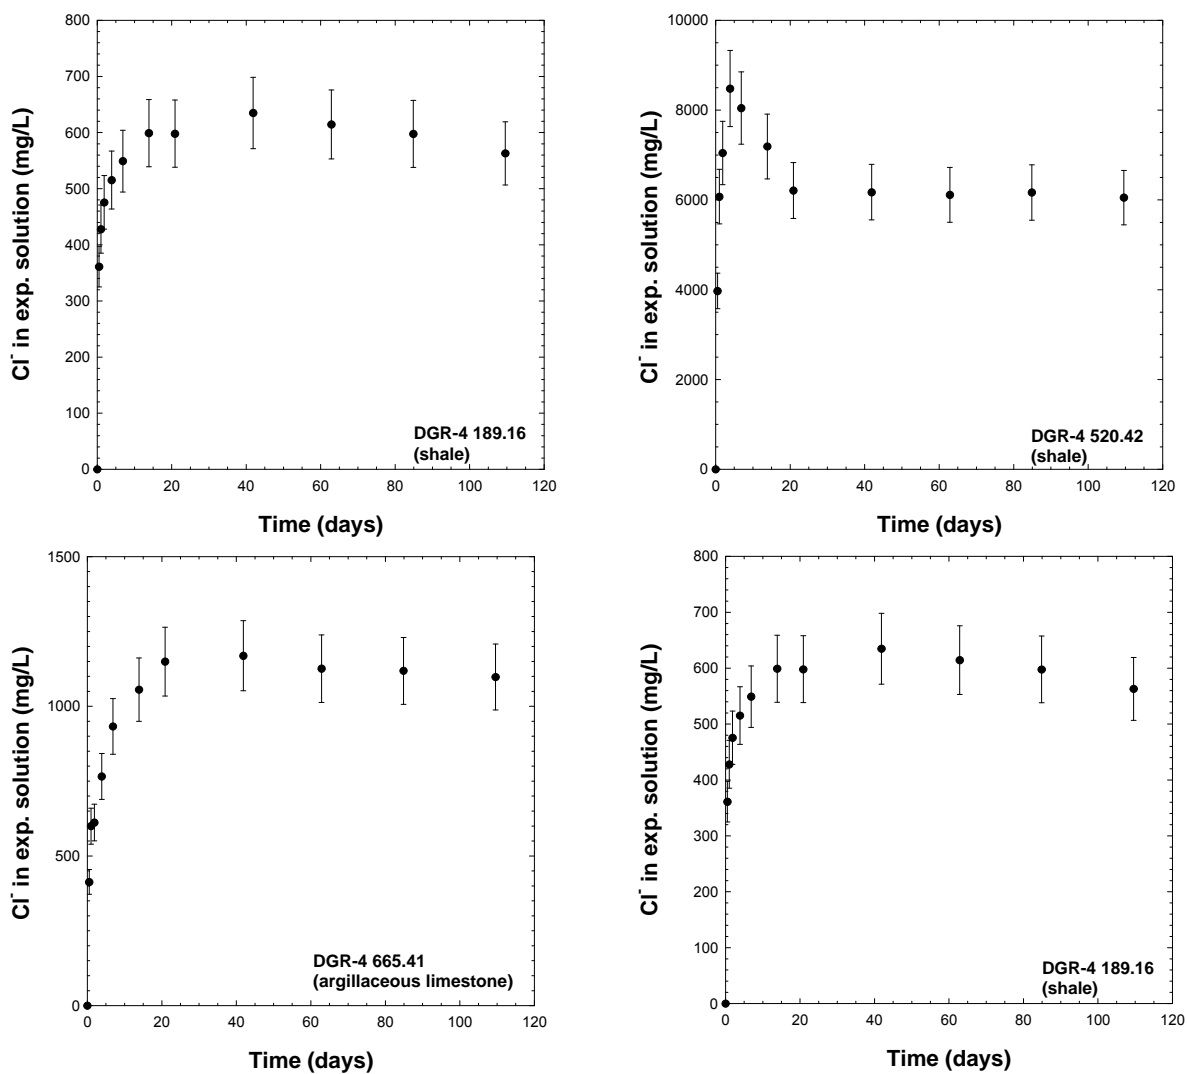 800
700
600
500
400
300
200
100
0
Cl⁻ in exp. solution (mg/L)
DGR-4 189.16
(shale)
0 20 40 60 80 100 120
Time (days)
10000
8000
6000
4000
2000
0
Cl⁻ in exp. solution (mg/L)
DGR-4 520.42
(shale)
0 20 40 60 80 100 120
Time (days)
1500
1000
500
0
Cl⁻ in exp. solution (mg/L)
DGR-4 665.41
(argillaceous limestone)
0 20 40 60 80 100 120
Time (days)
800
700
600
500
400
300
200
100
0
Cl⁻ in exp. solution (mg/L)
DGR-4 189.16
(shale)
0 20 40 60 80 100 120
Time (days)